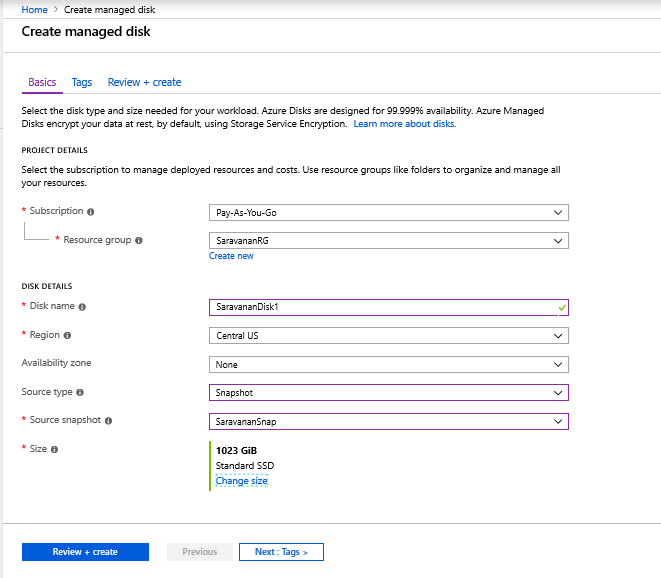 Home > Create managed disk
Create managed disk
Basics Tags Review + create
Select the disk type and size needed for your workload. Azure Disks are designed for 99.999% availability. Azure Managed
Disks encrypt your data at rest, by default, using Storage Service Encryption. Learn more about disks.
PROJECT DETAILS
Select the subscription to manage deployed resources and costs. Use resource groups like folders to organize and manage all
your resources.
* Subscription Pay-As-You-Go
* Resource group SaravananRG
Create new
DISK DETAILS
* Disk name SaravananDisk1
* Region Central US
Availability zone None
Source type Snapshot
* Source snapshot SaravananSnap
* Size 1023 GiB
Standard SSD
Change size
Review + create Previous Next : Tags >